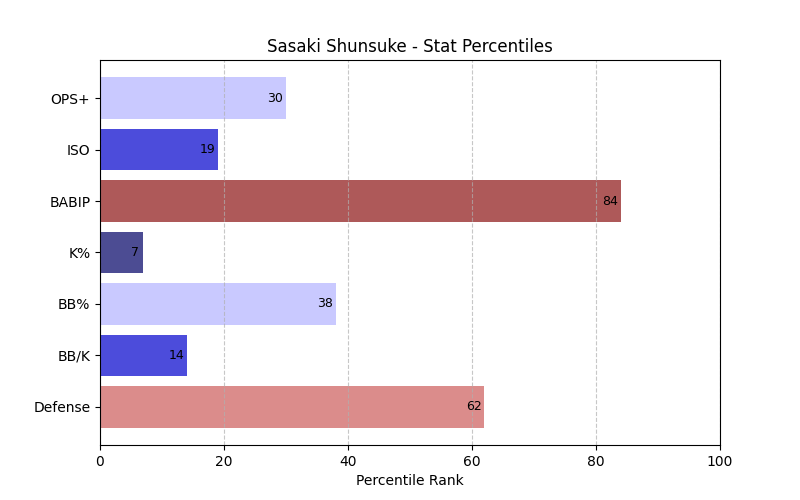 Sasaki Shunsuke - Stat Percentiles
OPS+ 30
ISO 19
BABIP 84
K% 7
BB% 38
BB/K 14
Defense 62
0 20 40 60 80 100
Percentile Rank